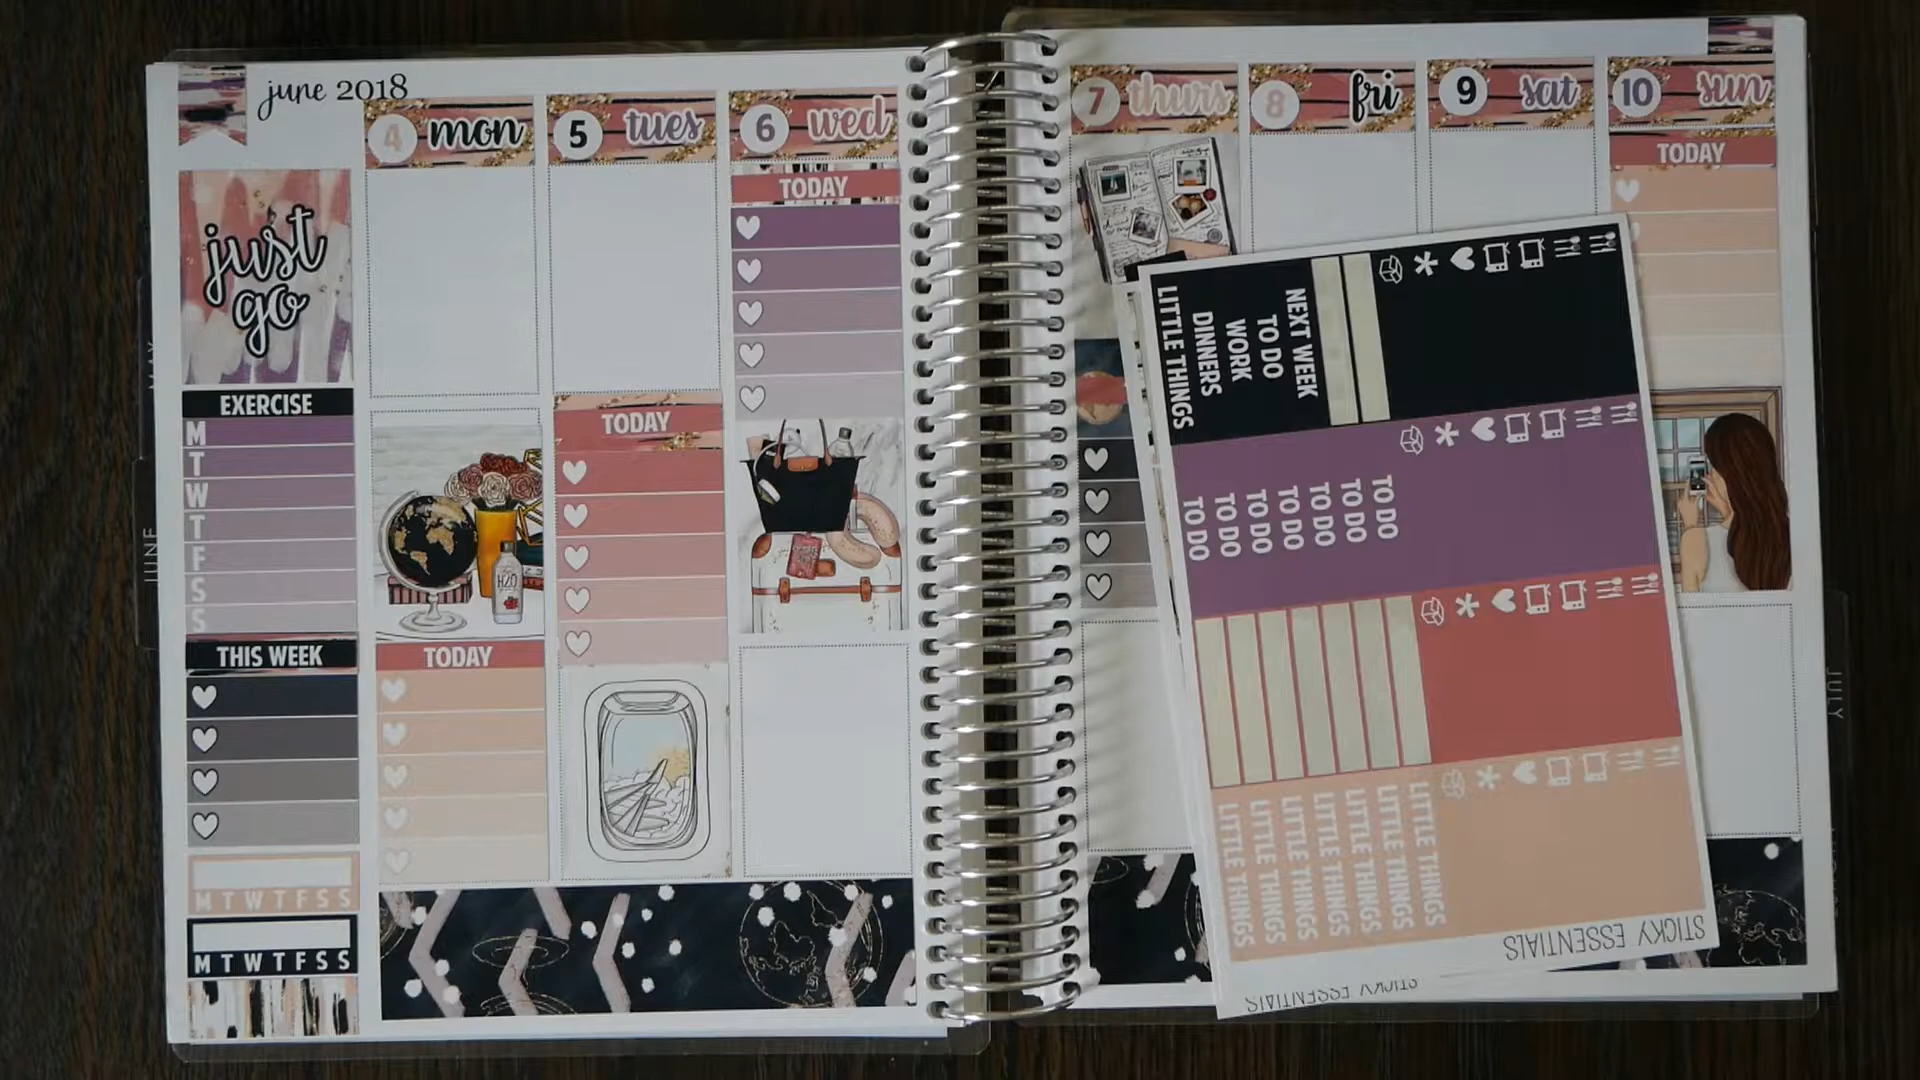 june 2018
4 mon
5 tues
6 wed
7 thurs
8 fri
9 sat
10 sun
just
go
EXERCISE
M
T
W
T
F
S
S
THIS WEEK
M T W T F S S
M T W T F S S
TODAY
H2O
TODAY
TODAY
TODAY
NEXT WEEK
TO DO
WORK
DINNERS
LITTLE THINGS
TO DO
TO DO
TO DO
TO DO
TO DO
TO DO
TO DO
LITTLE THINGS
LITTLE THINGS
LITTLE THINGS
LITTLE THINGS
LITTLE THINGS
LITTLE THINGS
LITTLE THINGS
STICKY ESSENTIALS
STICKY ESSENTIALS
MAY
JUNE
JULY